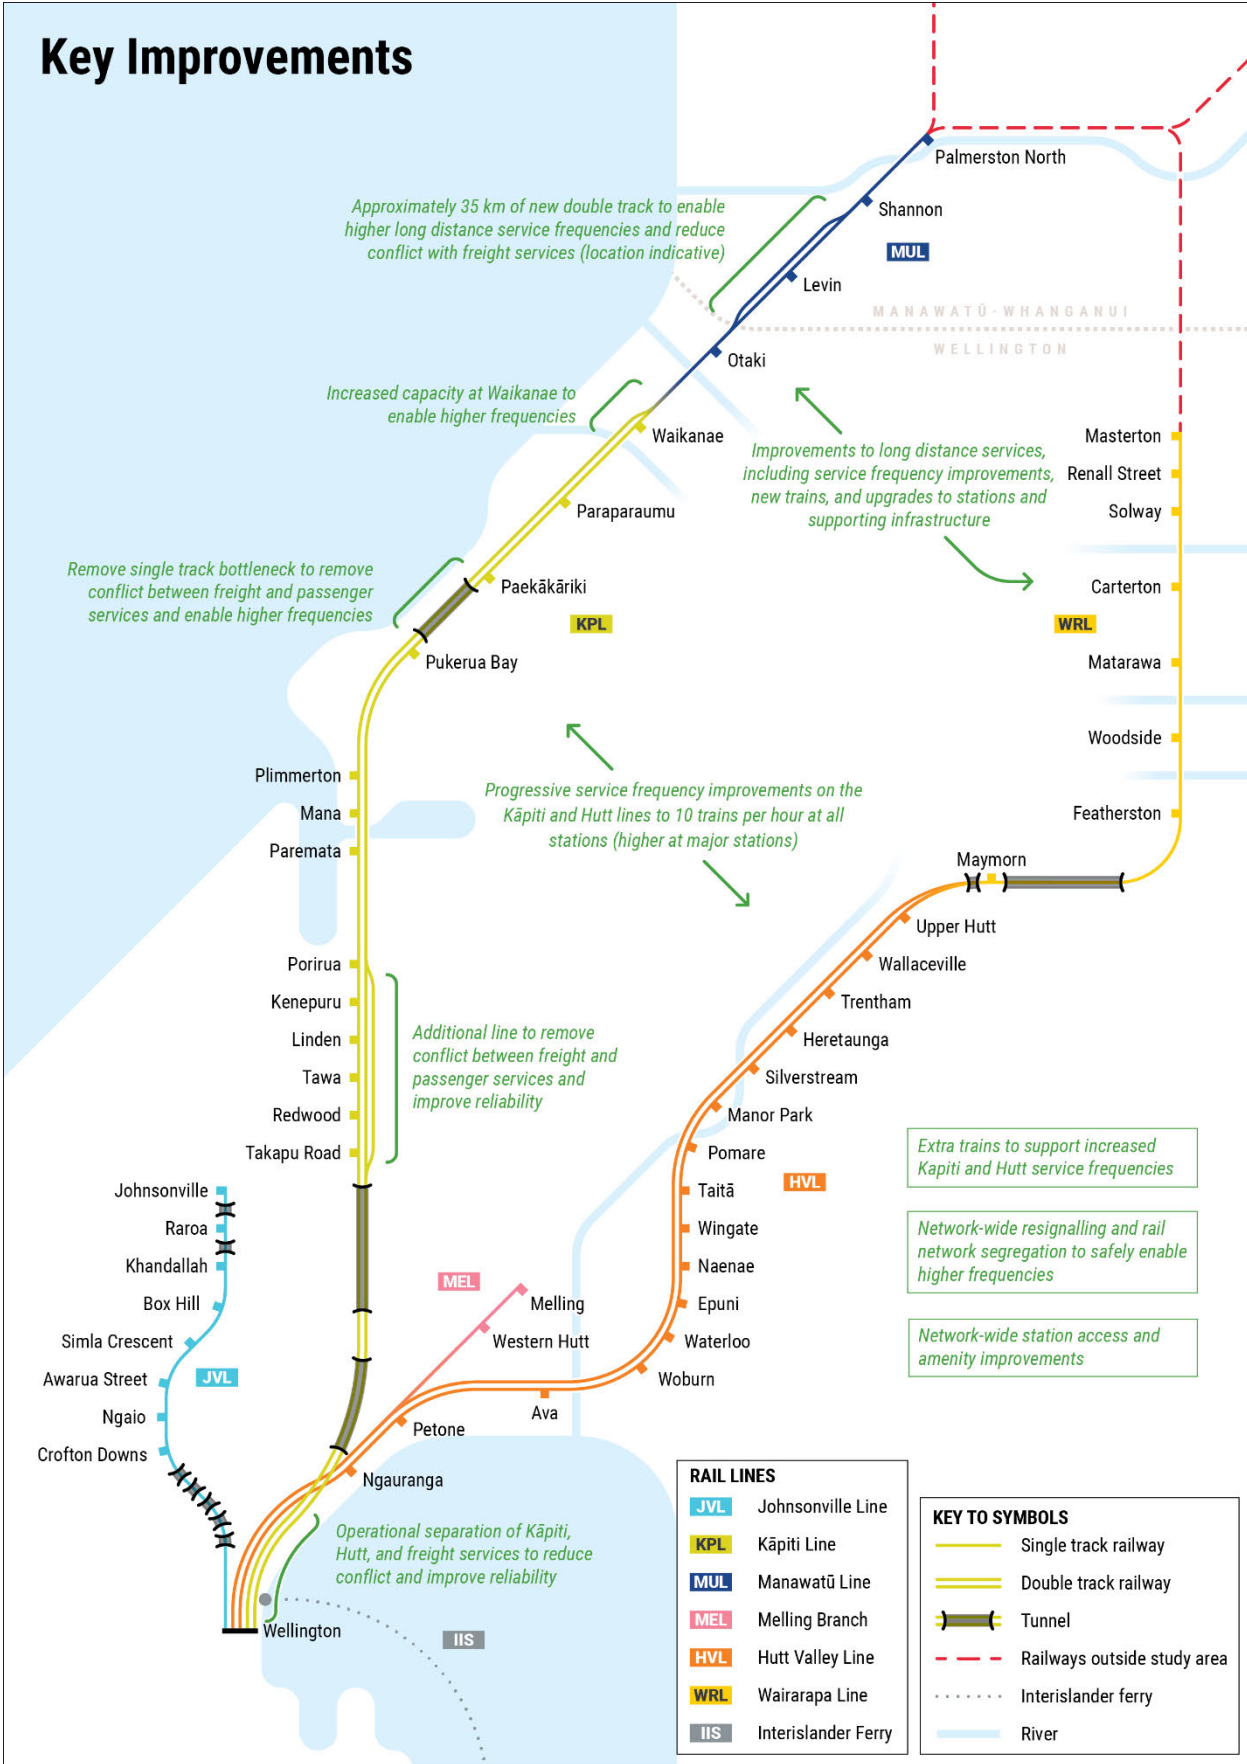 Key Improvements
Palmerston North
Approximately 35 km of new double track to enable
higher long distance service frequencies and reduce
conflict with freight services (location indicative)
Shannon
MUL
Levin
MANAWATŪ-WHANGANUI
WELLINGTON
Otaki
Increased capacity at Waikanae to
enable higher frequencies
Waikanae
Masterton
Improvements to long distance services,
including service frequency improvements,
new trains, and upgrades to stations and
supporting infrastructure
Renall Street
Solway
Paraparaumu
Remove single track bottleneck to remove
conflict between freight and passenger
services and enable higher frequencies
Paekākāriki
Carterton
KPL
WRL
Pukerua Bay
Matarawa
Woodside
Plimmerton
Progressive service frequency improvements on the
Kāpiti and Hutt lines to 10 trains per hour at all
stations (higher at major stations)
Mana
Featherston
Paremata
Maymorn
Upper Hutt
Porirua
Wallaceville
Kenepuru
Trentham
Linden
Additional line to remove
conflict between freight and
passenger services and
improve reliability
Heretaunga
Tawa
Silverstream
Redwood
Manor Park
Takapu Road
Pomare
Extra trains to support increased
Kapiti and Hutt service frequencies
HVL
Johnsonville
Taitā
Raroa
Wingate
Network-wide resignalling and rail
network segregation to safely enable
higher frequencies
Khandallah
Naenae
MEL
Box Hill
Melling
Epuni
Simla Crescent
Western Hutt
Waterloo
Network-wide station access and
amenity improvements
Awarua Street
JVL
Woburn
Ngaio
Ava
Petone
Crofton Downs
Ngauranga
Operational separation of Kāpiti,
Hutt, and freight services to reduce
conflict and improve reliability
Wellington
IIS
RAIL LINES
JVL Johnsonville Line
KPL Kāpiti Line
MUL Manawatū Line
MEL Melling Branch
HVL Hutt Valley Line
WRL Wairarapa Line
IIS Interislander Ferry
KEY TO SYMBOLS
Single track railway
Double track railway
Tunnel
Railways outside study area
Interislander ferry
River